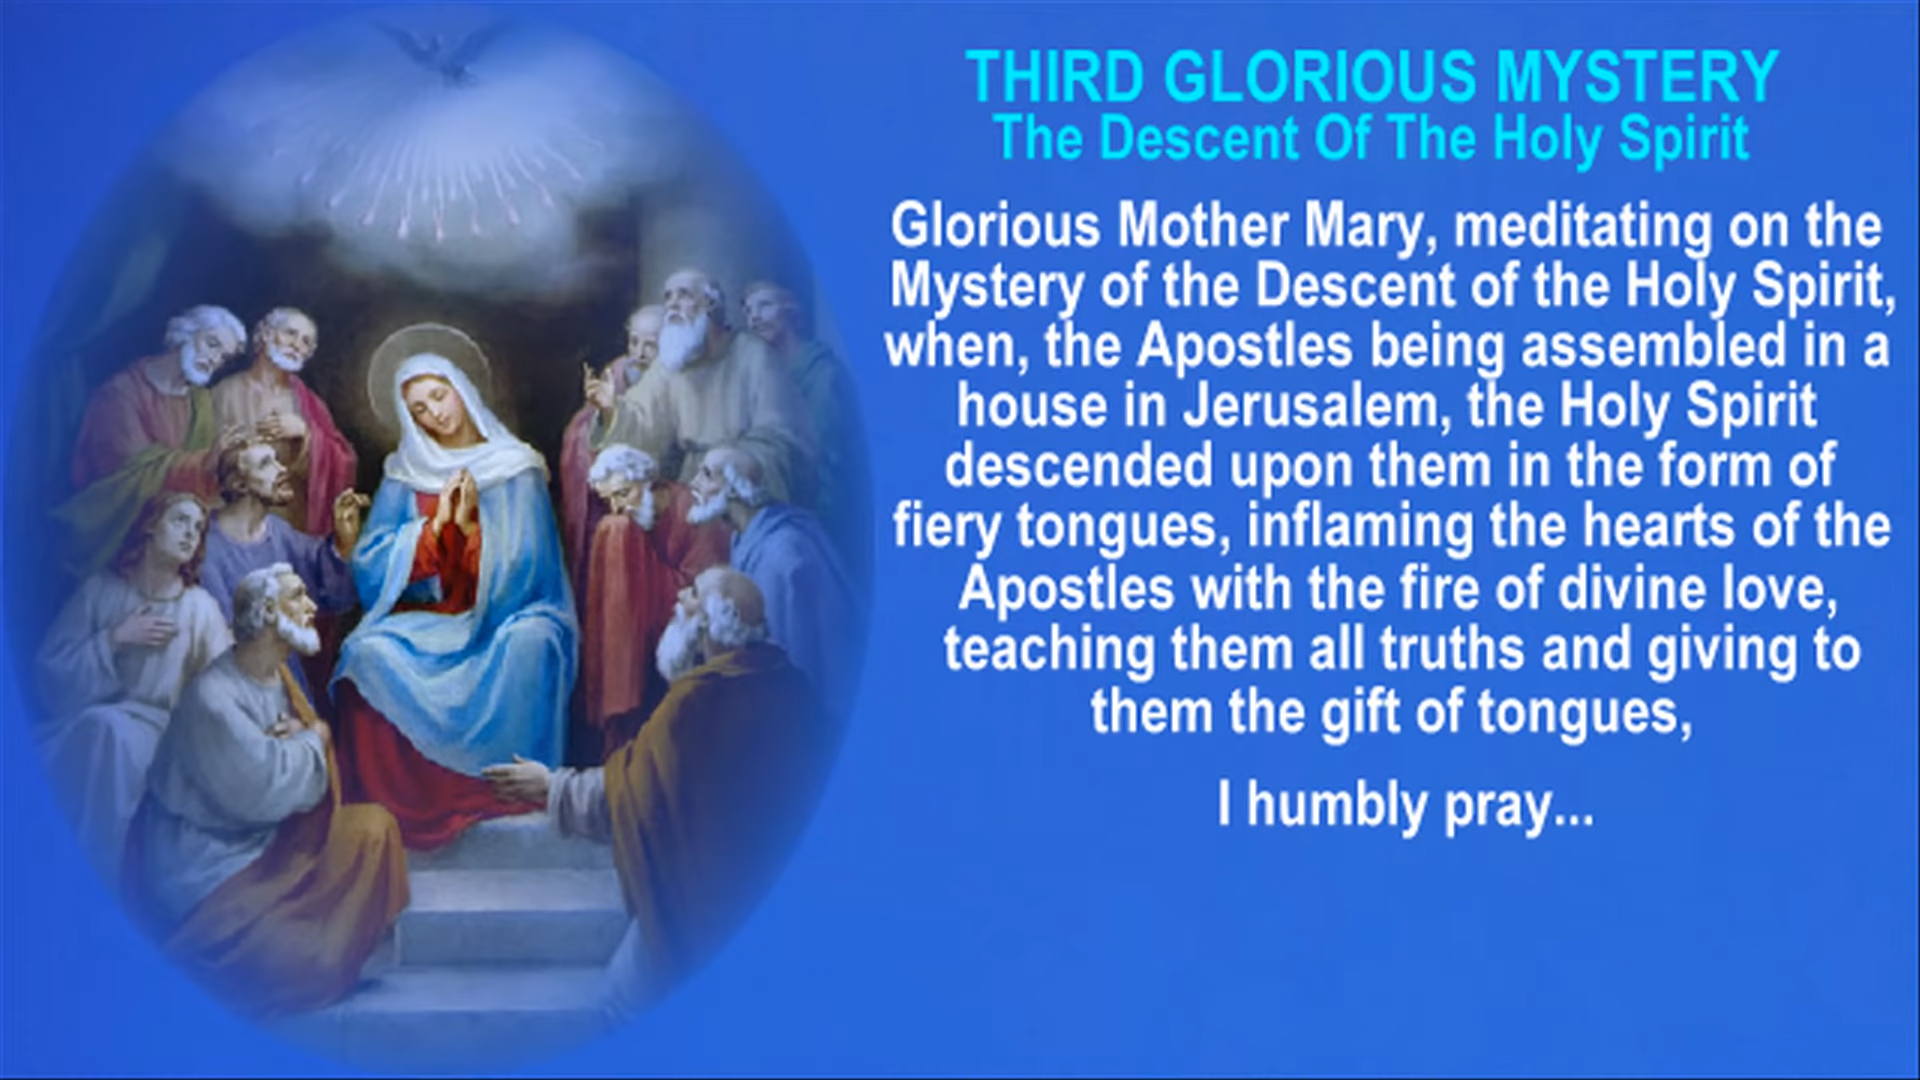 THIRD GLORIOUS MYSTERY
The Descent Of The Holy Spirit
Glorious Mother Mary, meditating on the
Mystery of the Descent of the Holy Spirit,
when, the Apostles being assembled in a
house in Jerusalem, the Holy Spirit
descended upon them in the form of
fiery tongues, inflaming the hearts of the
Apostles with the fire of divine love,
teaching them all truths and giving to
them the gift of tongues,
I humbly pray...